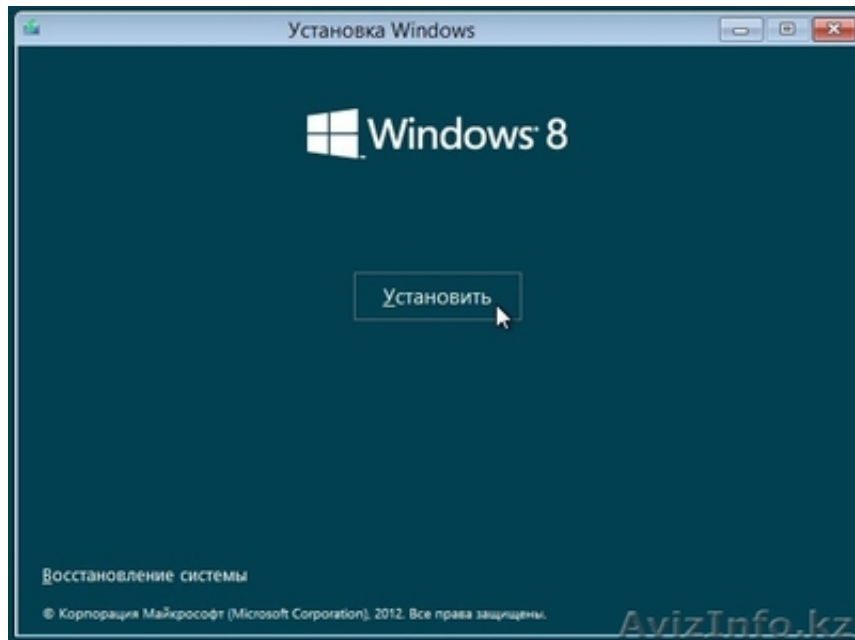 Установка Windows
Windows 8
Установить
Восстановление системы
© Корпорация Майкрософт (Microsoft Corporation), 2012. Все права защищены.
AvizInfo.kz